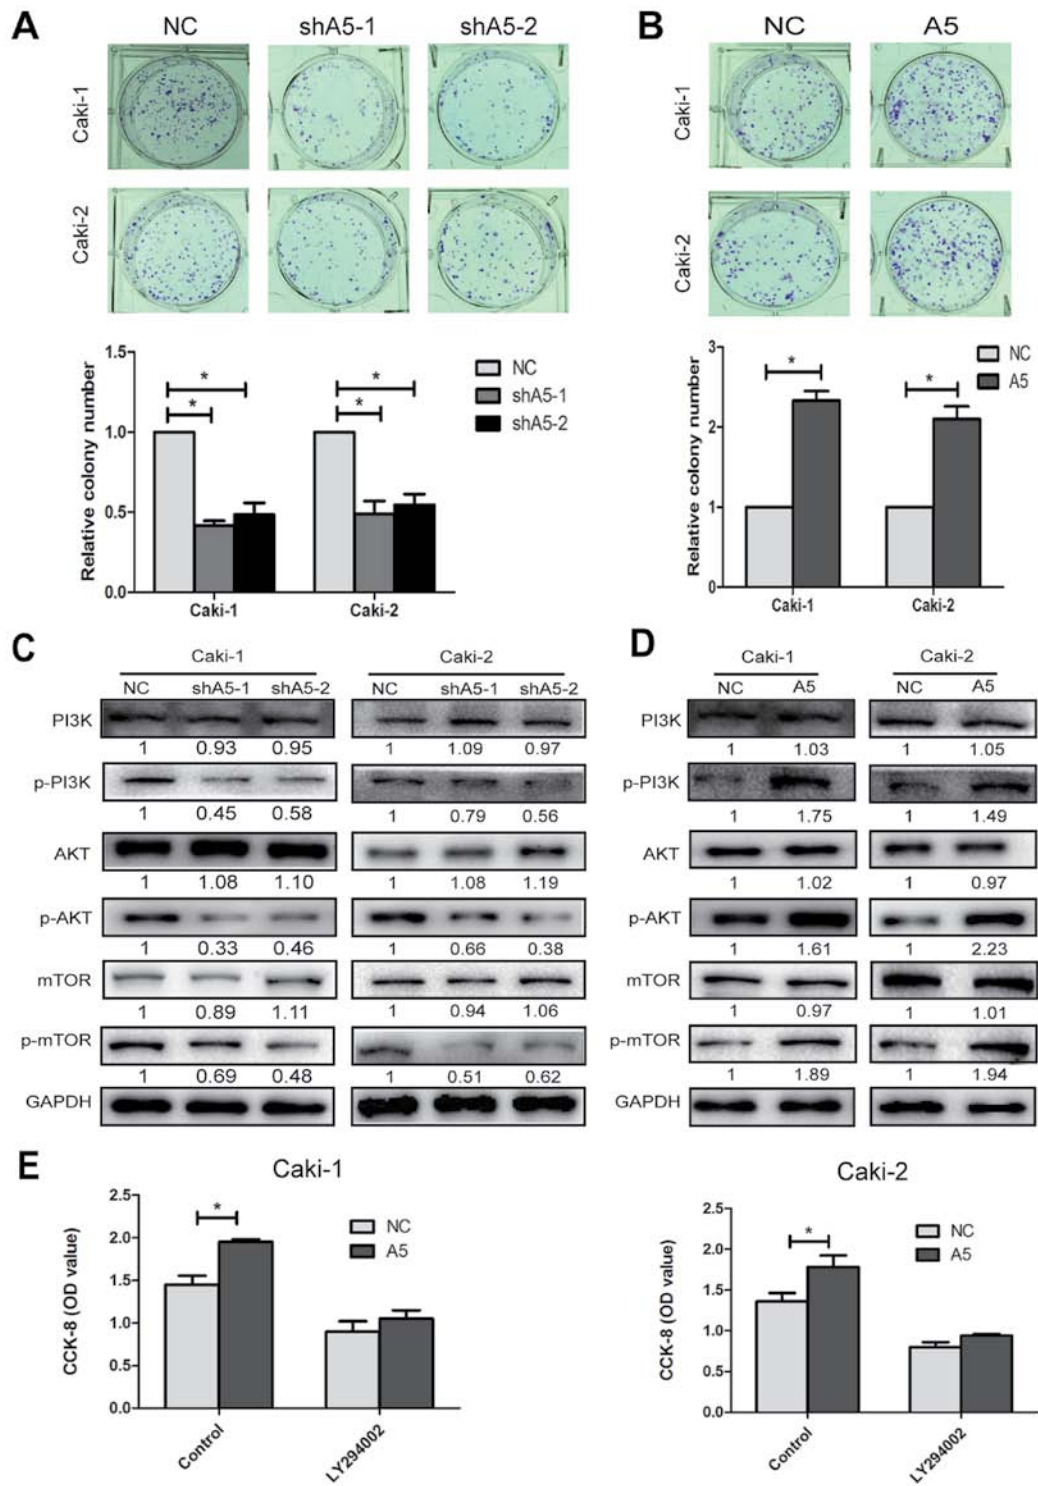 A
NC shA5-1 shA5-2
Caki-1
Caki-2
Relative colony number
1.5
1.0
0.5
0.0
* * * *
NC
shA5-1
shA5-2
Caki-1 Caki-2
B
NC A5
Caki-1
Caki-2
Relative colony number
3
2
1
0
* *
NC
A5
Caki-1 Caki-2
C
Caki-1 Caki-2
NC shA5-1 shA5-2 NC shA5-1 shA5-2
PI3K
1 0.93 0.95 1 1.09 0.97
p-PI3K
1 0.45 0.58 1 0.79 0.56
AKT
1 1.08 1.10 1 1.08 1.19
p-AKT
1 0.33 0.46 1 0.66 0.38
mTOR
1 0.89 1.11 1 0.94 1.06
p-mTOR
1 0.69 0.48 1 0.51 0.62
GAPDH
D
Caki-1 Caki-2
NC A5 NC A5
PI3K
1 1.03 1 1.05
p-PI3K
1 1.75 1 1.49
AKT
1 1.02 1 0.97
p-AKT
1 1.61 1 2.23
mTOR
1 0.97 1 1.01
p-mTOR
1 1.89 1 1.94
GAPDH
E
Caki-1
CCK-8 (OD value)
2.5
2.0
1.5
1.0
0.5
0.0
*
NC
A5
Control LY294002
Caki-2
CCK-8 (OD value)
2.5
2.0
1.5
1.0
0.5
0.0
*
NC
A5
Control LY294002